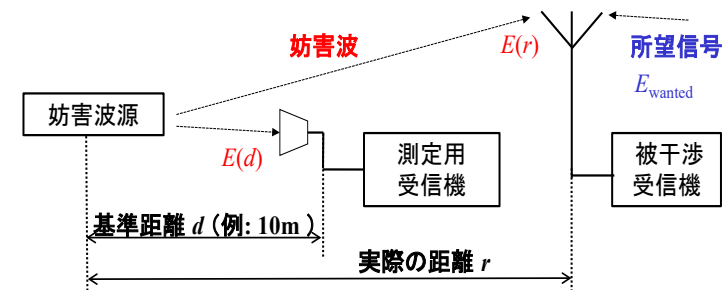 妨害波
E(r)
所望信号
E wanted
妨害波源
E(d)
測定用
受信機
被干渉
受信機
基準距離 d (例: 10m )
実際の距離 r